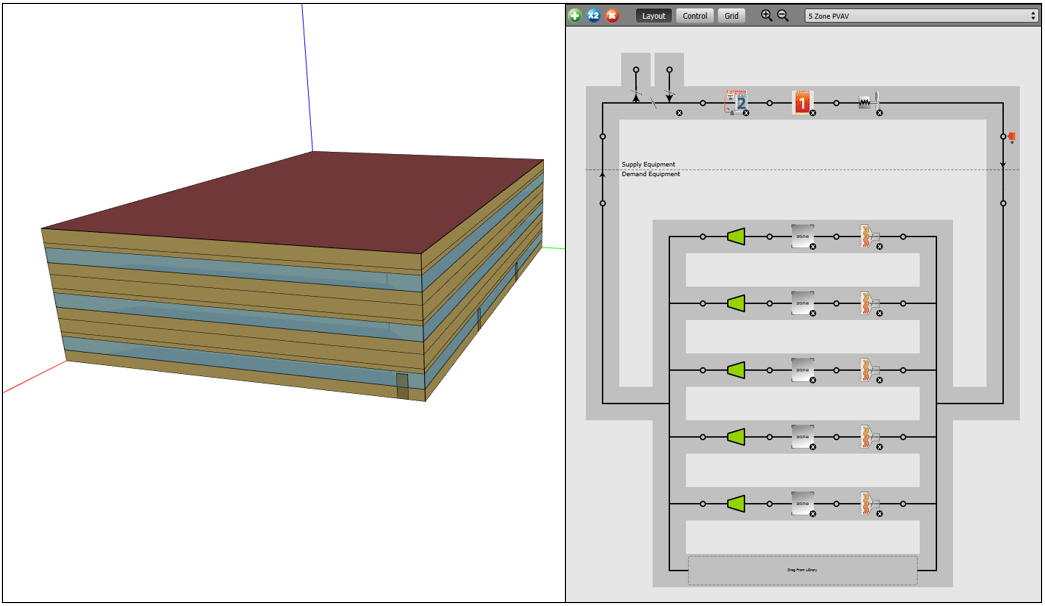 X2
Layout
Control
Grid
5 Zone PVAV
2
1
Supply Equipment
Demand Equipment
zone
zone
zone
zone
zone
Drag From Library